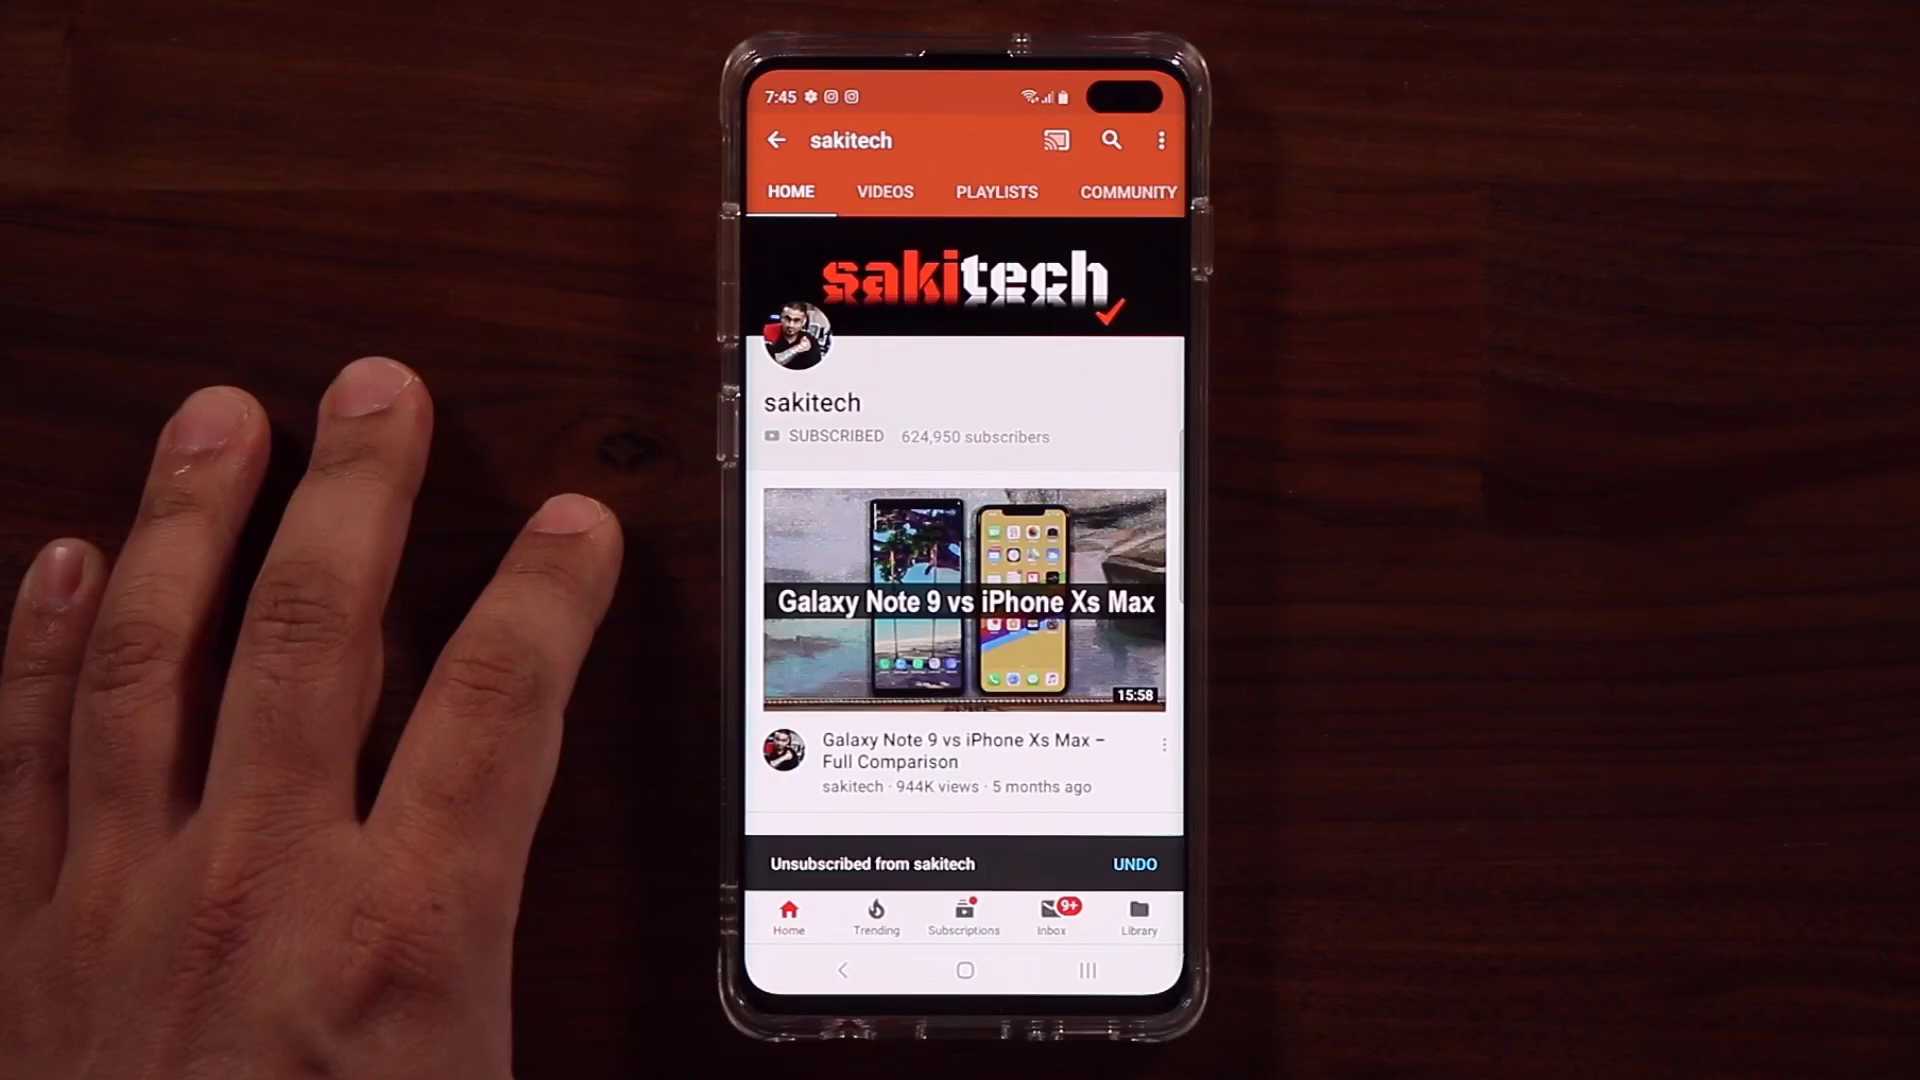 7:45
sakitech
HOME VIDEOS PLAYLISTS COMMUNITY
sakitech
sakitech
SUBSCRIBED 624,950 subscribers
Galaxy Note 9 vs iPhone Xs Max
15:58
Galaxy Note 9 vs iPhone Xs Max –
Full Comparison
sakitech · 944K views · 5 months ago
Unsubscribed from sakitech UNDO
9+
Home Trending Subscriptions Inbox Library